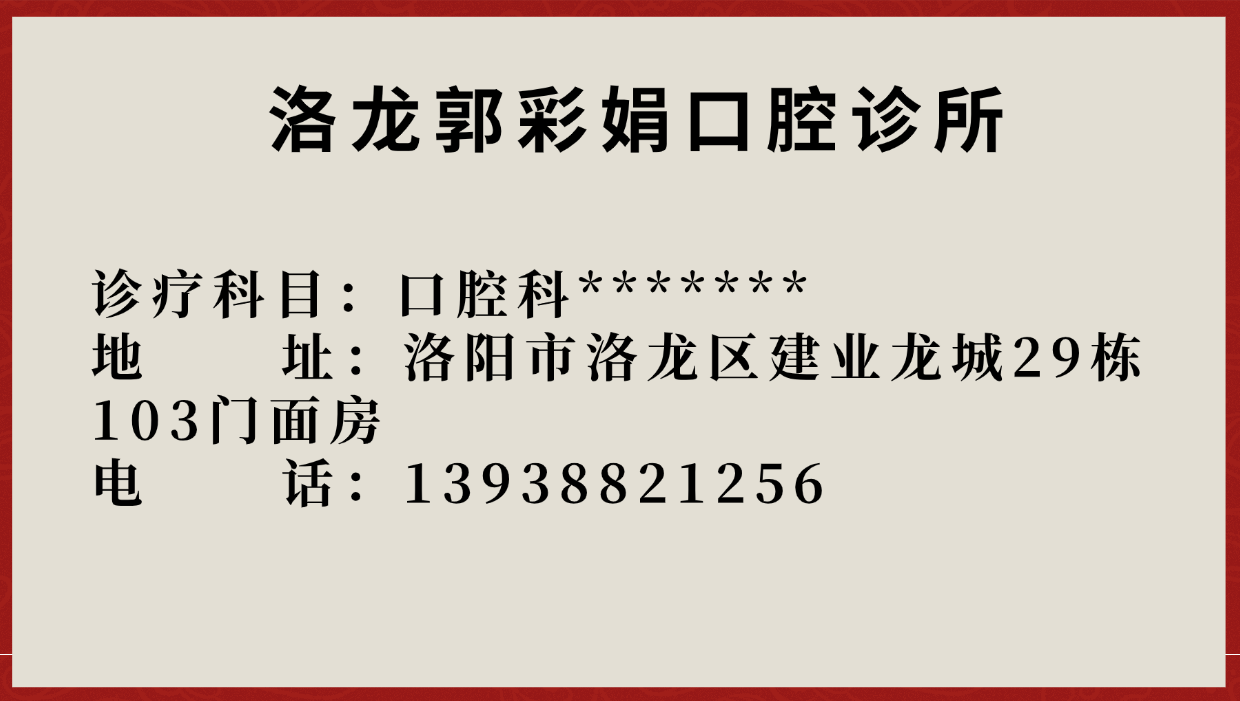 洛龙郭彩娟口腔诊所
诊疗科目：口腔科*******
地　　址：洛阳市洛龙区建业龙城29栋
103门面房
电　　话：13938821256